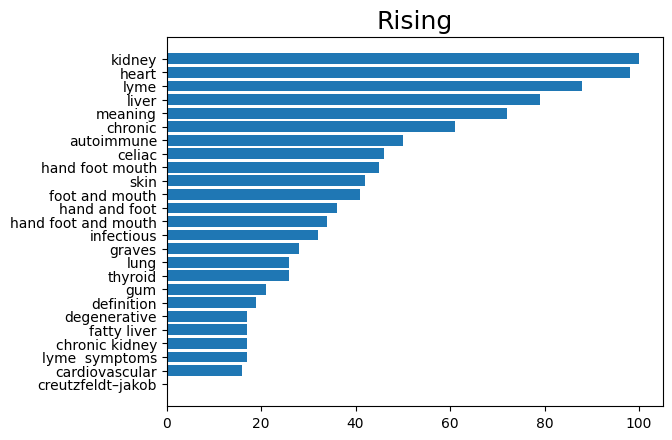 Rising
kidney
heart
lyme
liver
meaning
chronic
autoimmune
celiac
hand foot mouth
skin
foot and mouth
hand and foot
hand foot and mouth
infectious
graves
lung
thyroid
gum
definition
degenerative
fatty liver
chronic kidney
lyme  symptoms
cardiovascular
creutzfeldt–jakob
0 20 40 60 80 100